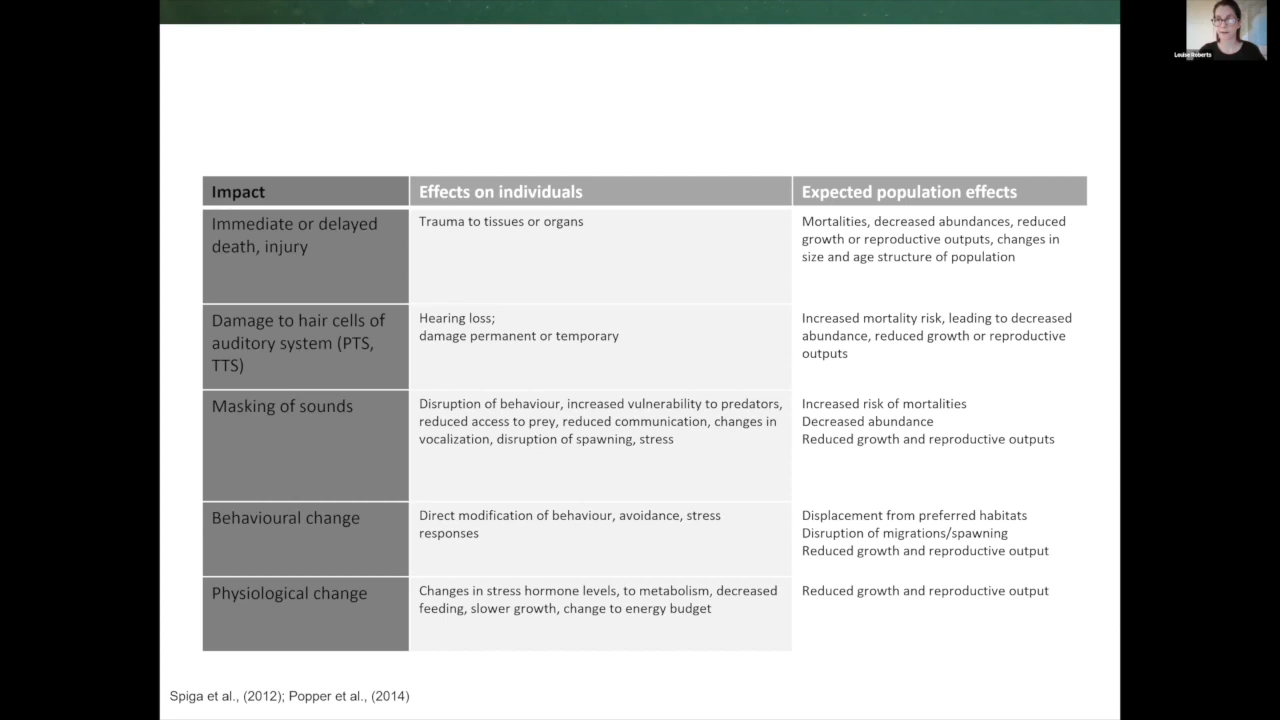 Louise Roberts
Impact
Effects on individuals
Expected population effects
Immediate or delayed
death, injury
Trauma to tissues or organs
Mortalities, decreased abundances, reduced
growth or reproductive outputs, changes in
size and age structure of population
Damage to hair cells of
auditory system (PTS,
TTS)
Hearing loss;
damage permanent or temporary
Increased mortality risk, leading to decreased
abundance, reduced growth or reproductive
outputs
Masking of sounds
Disruption of behaviour, increased vulnerability to predators,
reduced access to prey, reduced communication, changes in
vocalization, disruption of spawning, stress
Increased risk of mortalities
Decreased abundance
Reduced growth and reproductive outputs
Behavioural change
Direct modification of behaviour, avoidance, stress
responses
Displacement from preferred habitats
Disruption of migrations/spawning
Reduced growth and reproductive output
Physiological change
Changes in stress hormone levels, to metabolism, decreased
feeding, slower growth, change to energy budget
Reduced growth and reproductive output
Spiga et al., (2012); Popper et al., (2014)